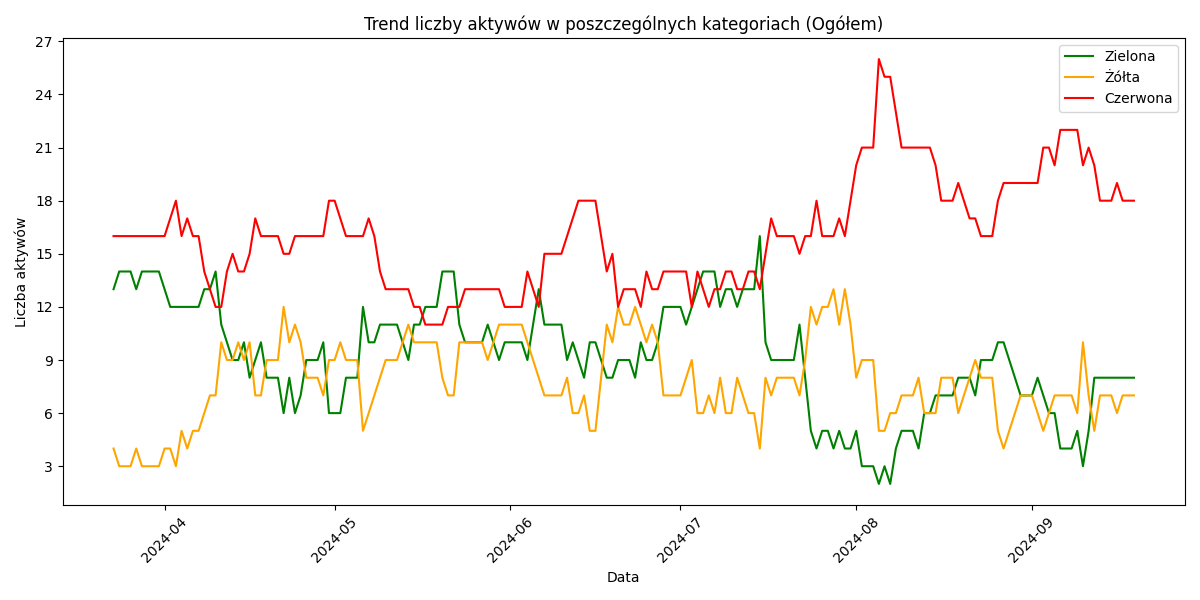 Trend liczby aktywów w poszczególnych kategoriach (Ogółem)
Zielona
Żółta
Czerwona
Liczba aktywów
27
24
21
18
15
12
9
6
3
2024-04
2024-05
2024-06
2024-07
2024-08
2024-09
Data